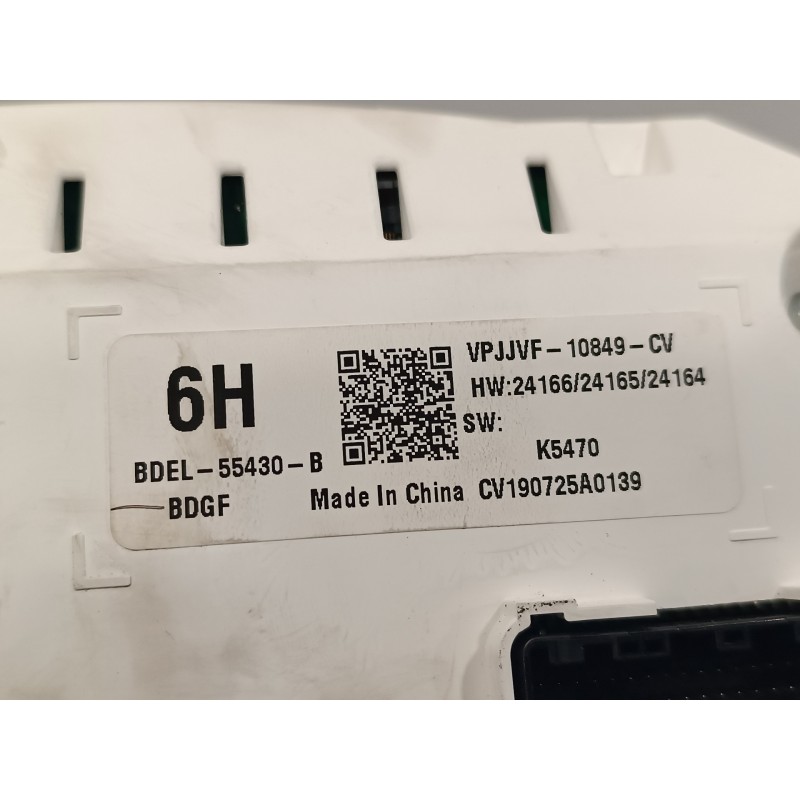 6H
BDEL-55430-B
BDGF
VPJJVF-10849-CV
HW:24166/24165/24164
SW:
K5470
Made In China CV190725A0139